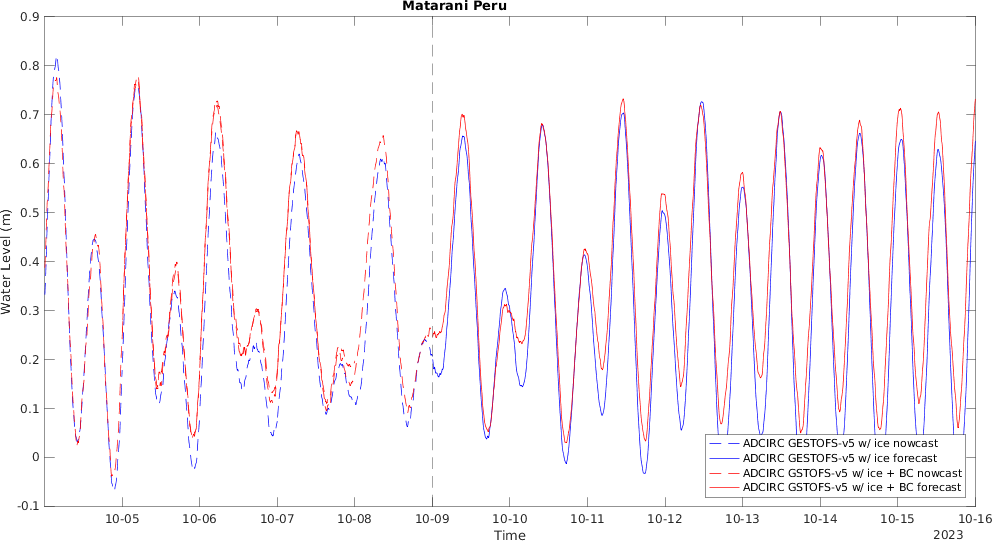 Matarani Peru
0.9
0.8
0.7
0.6
0.5
0.4
0.3
0.2
0.1
0
-0.1
Water Level (m)
ADCIRC GESTOFS-v5 w/ ice nowcast
ADCIRC GESTOFS-v5 w/ ice forecast
ADCIRC GSTOFS-v5 w/ ice + BC nowcast
ADCIRC GSTOFS-v5 w/ ice + BC forecast
10-05 10-06 10-07 10-08 10-09 10-10 10-11 10-12 10-13 10-14 10-15 10-16
Time
2023